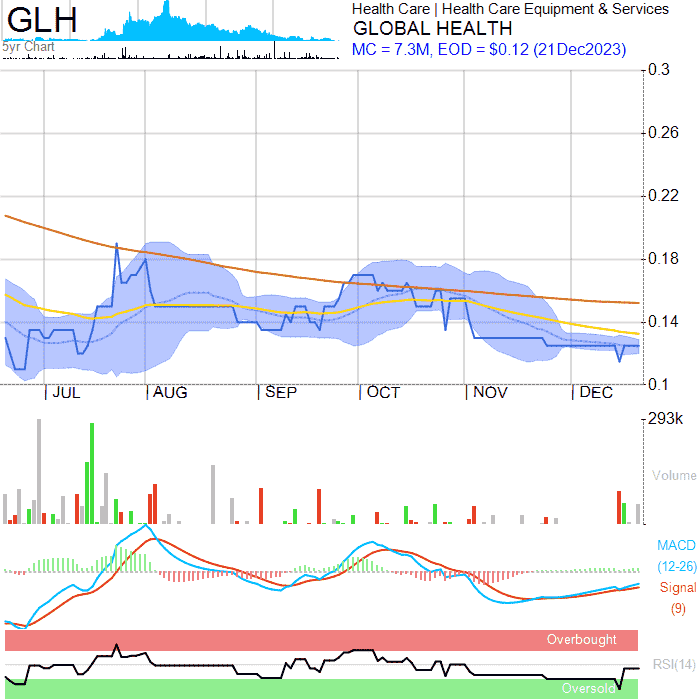 GLH
Health Care | Health Care Equipment & Services
GLOBAL HEALTH
5yr Chart
MC = 7.3M, EOD = $0.12 (21Dec2023)
0.3
0.26
0.22
0.18
0.14
0.1
JUL AUG SEP OCT NOV DEC
293k
Volume
MACD
(12-26)
Signal
(9)
Overbought
RSI(14)
Oversold